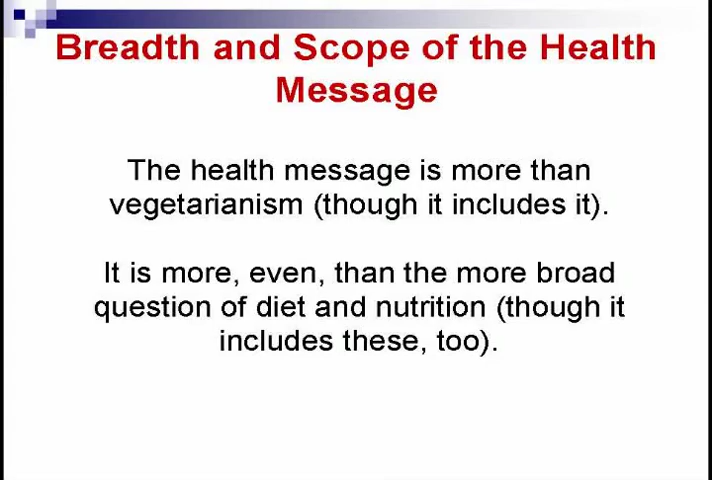 Breadth and Scope of the Health
Message
The health message is more than
vegetarianism (though it includes it).
It is more, even, than the more broad
question of diet and nutrition (though it
includes these, too).